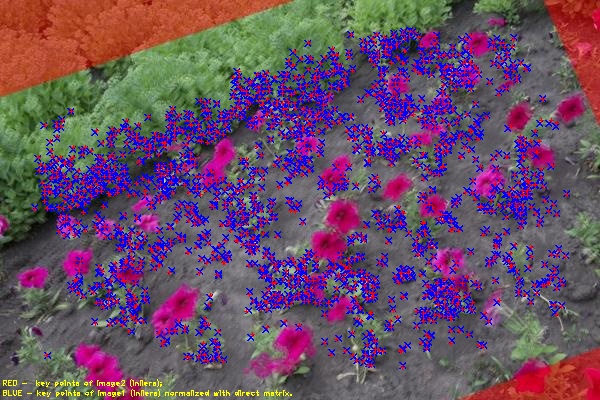 RED - key points of image2 (inliers);
BLUE - key points of image1 (inliers) normalized with direct matrix.